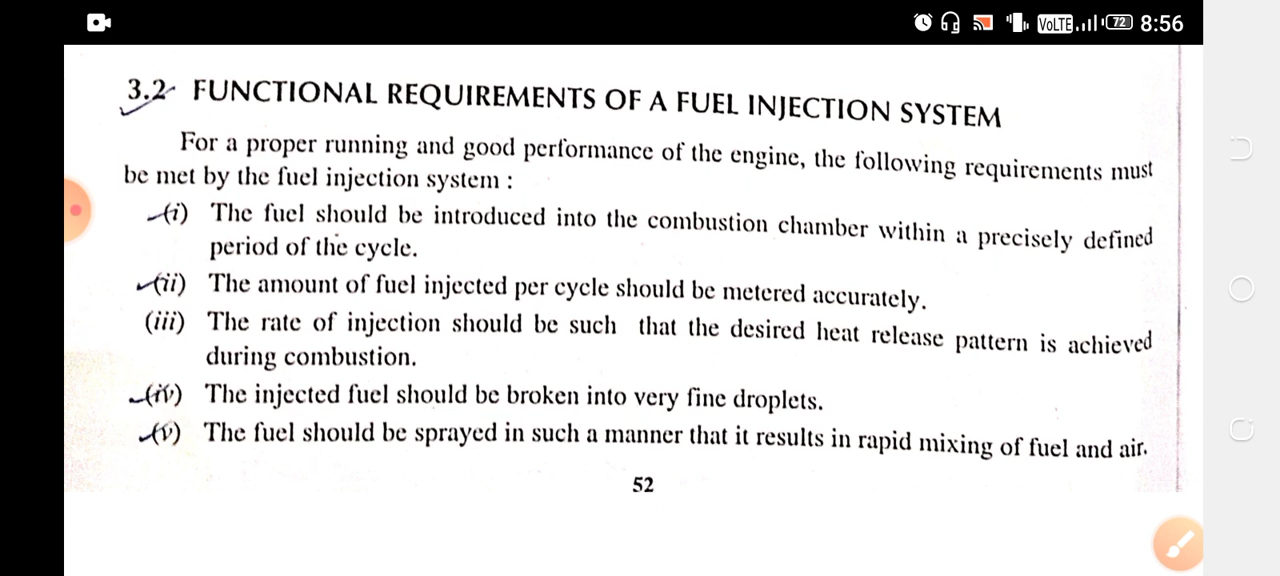 VoLTE 72 8:56
3.2 FUNCTIONAL REQUIREMENTS OF A FUEL INJECTION SYSTEM
For a proper running and good performance of the engine, the following requirements must
be met by the fuel injection system :
(i) The fuel should be introduced into the combustion chamber within a precisely defined
period of the cycle.
(ii) The amount of fuel injected per cycle should be metered accurately.
(iii) The rate of injection should be such that the desired heat release pattern is achieved
during combustion.
(iv) The injected fuel should be broken into very fine droplets.
(v) The fuel should be sprayed in such a manner that it results in rapid mixing of fuel and air.
52